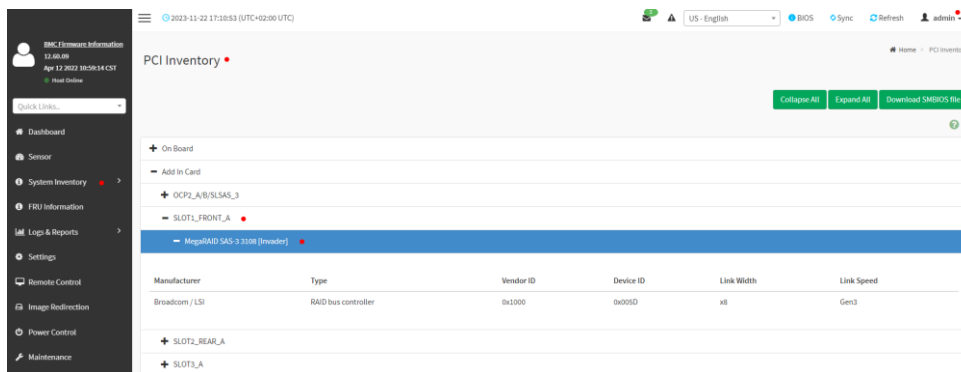 2023-11-22 17:10:53 (UTC+02:00 UTC)
US - English
BIOS
Sync
Refresh
admin
BMC Firmware Information
12.60.09
Apr 12 2022 10:59:14 CST
Host Online
Quick Links..
Dashboard
Sensor
System Inventory
FRU Information
Logs & Reports
Settings
Remote Control
Image Redirection
Power Control
Maintenance
PCI Inventory
Home
PCI Invento
Collapse All
Expand All
Download SMBIOS file
On Board
Add In Card
OCP2_A/B/SLSAS_3
SLOT1_FRONT_A
MegaRAID SAS-3 3108 [Invader]
Manufacturer Type Vendor ID Device ID Link Width Link Speed
Broadcom / LSI RAID bus controller 0x1000 0x005D x8 Gen3
SLOT2_REAR_A
SLOT3_A